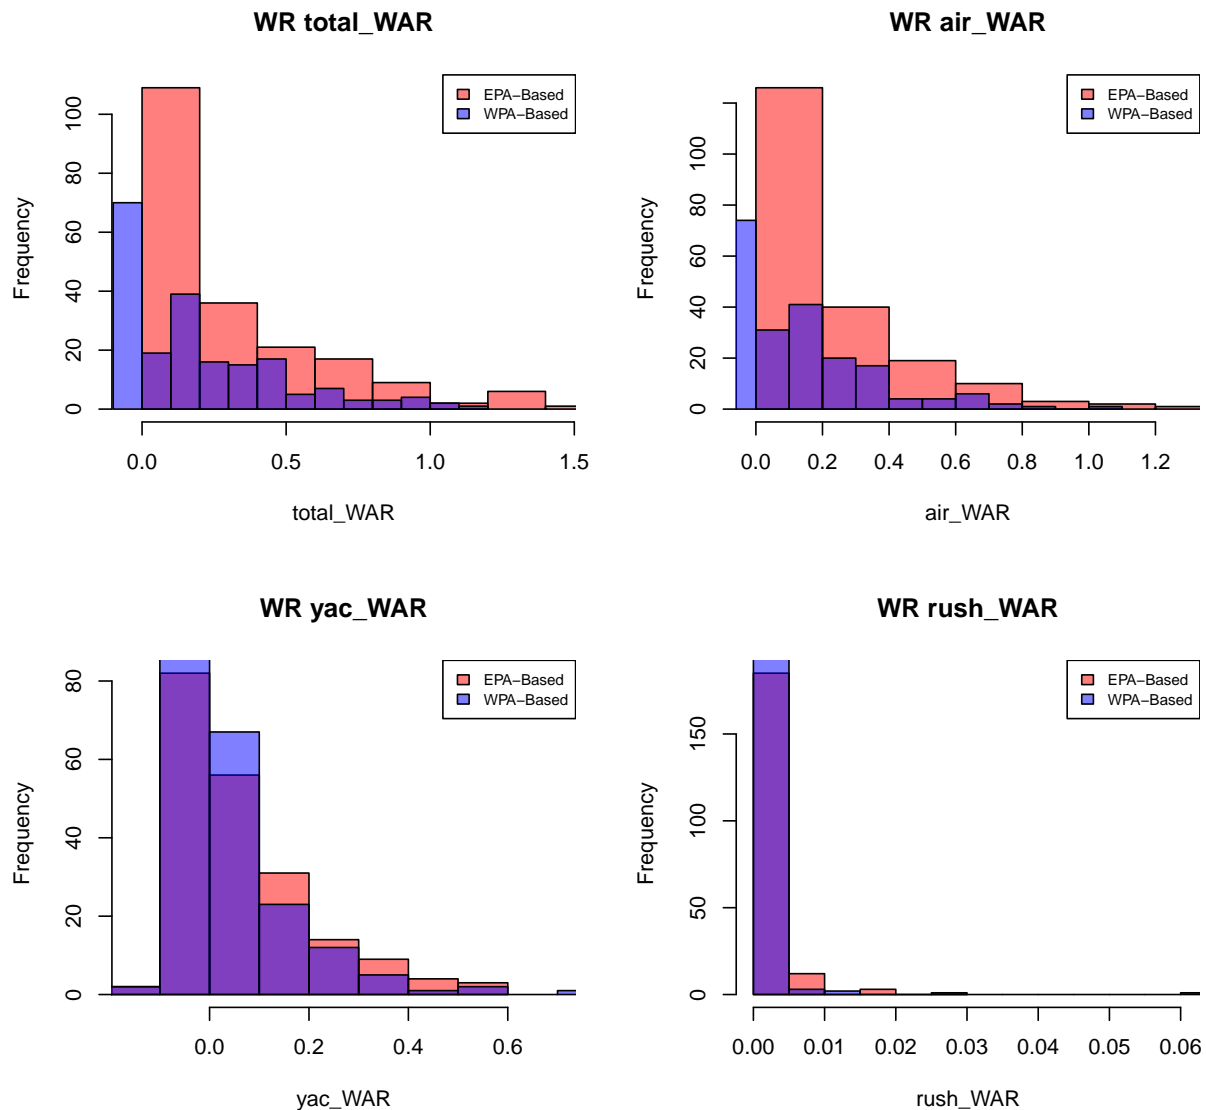 WR total_WAR
EPA−Based
WPA−Based
Frequency
0 20 40 60 80 100
0.0 0.5 1.0 1.5
total_WAR
WR air_WAR
EPA−Based
WPA−Based
Frequency
0 20 40 60 80 100
0.0 0.2 0.4 0.6 0.8 1.0 1.2
air_WAR
WR yac_WAR
EPA−Based
WPA−Based
Frequency
0 20 40 60 80
0.0 0.2 0.4 0.6
yac_WAR
WR rush_WAR
EPA−Based
WPA−Based
Frequency
0 50 100 150
0.00 0.01 0.02 0.03 0.04 0.05 0.06
rush_WAR